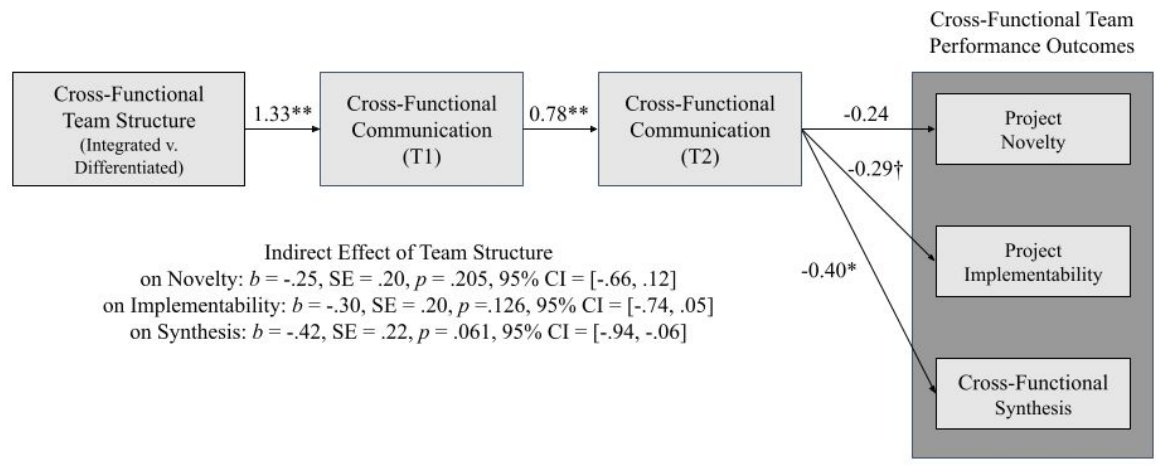 Cross-Functional Team
Performance Outcomes
Cross-Functional
Team Structure
(Integrated v.
Differentiated)
1.33**
Cross-Functional
Communication
(T1)
0.78**
Cross-Functional
Communication
(T2)
-0.24
-0.29†
-0.40*
Project
Novelty
Project
Implementability
Cross-Functional
Synthesis
Indirect Effect of Team Structure
on Novelty: b = -.25, SE = .20, p = .205, 95% CI = [-.66, .12]
on Implementability: b = -.30, SE = .20, p =.126, 95% CI = [-.74, .05]
on Synthesis: b = -.42, SE = .22, p = .061, 95% CI = [-.94, -.06]